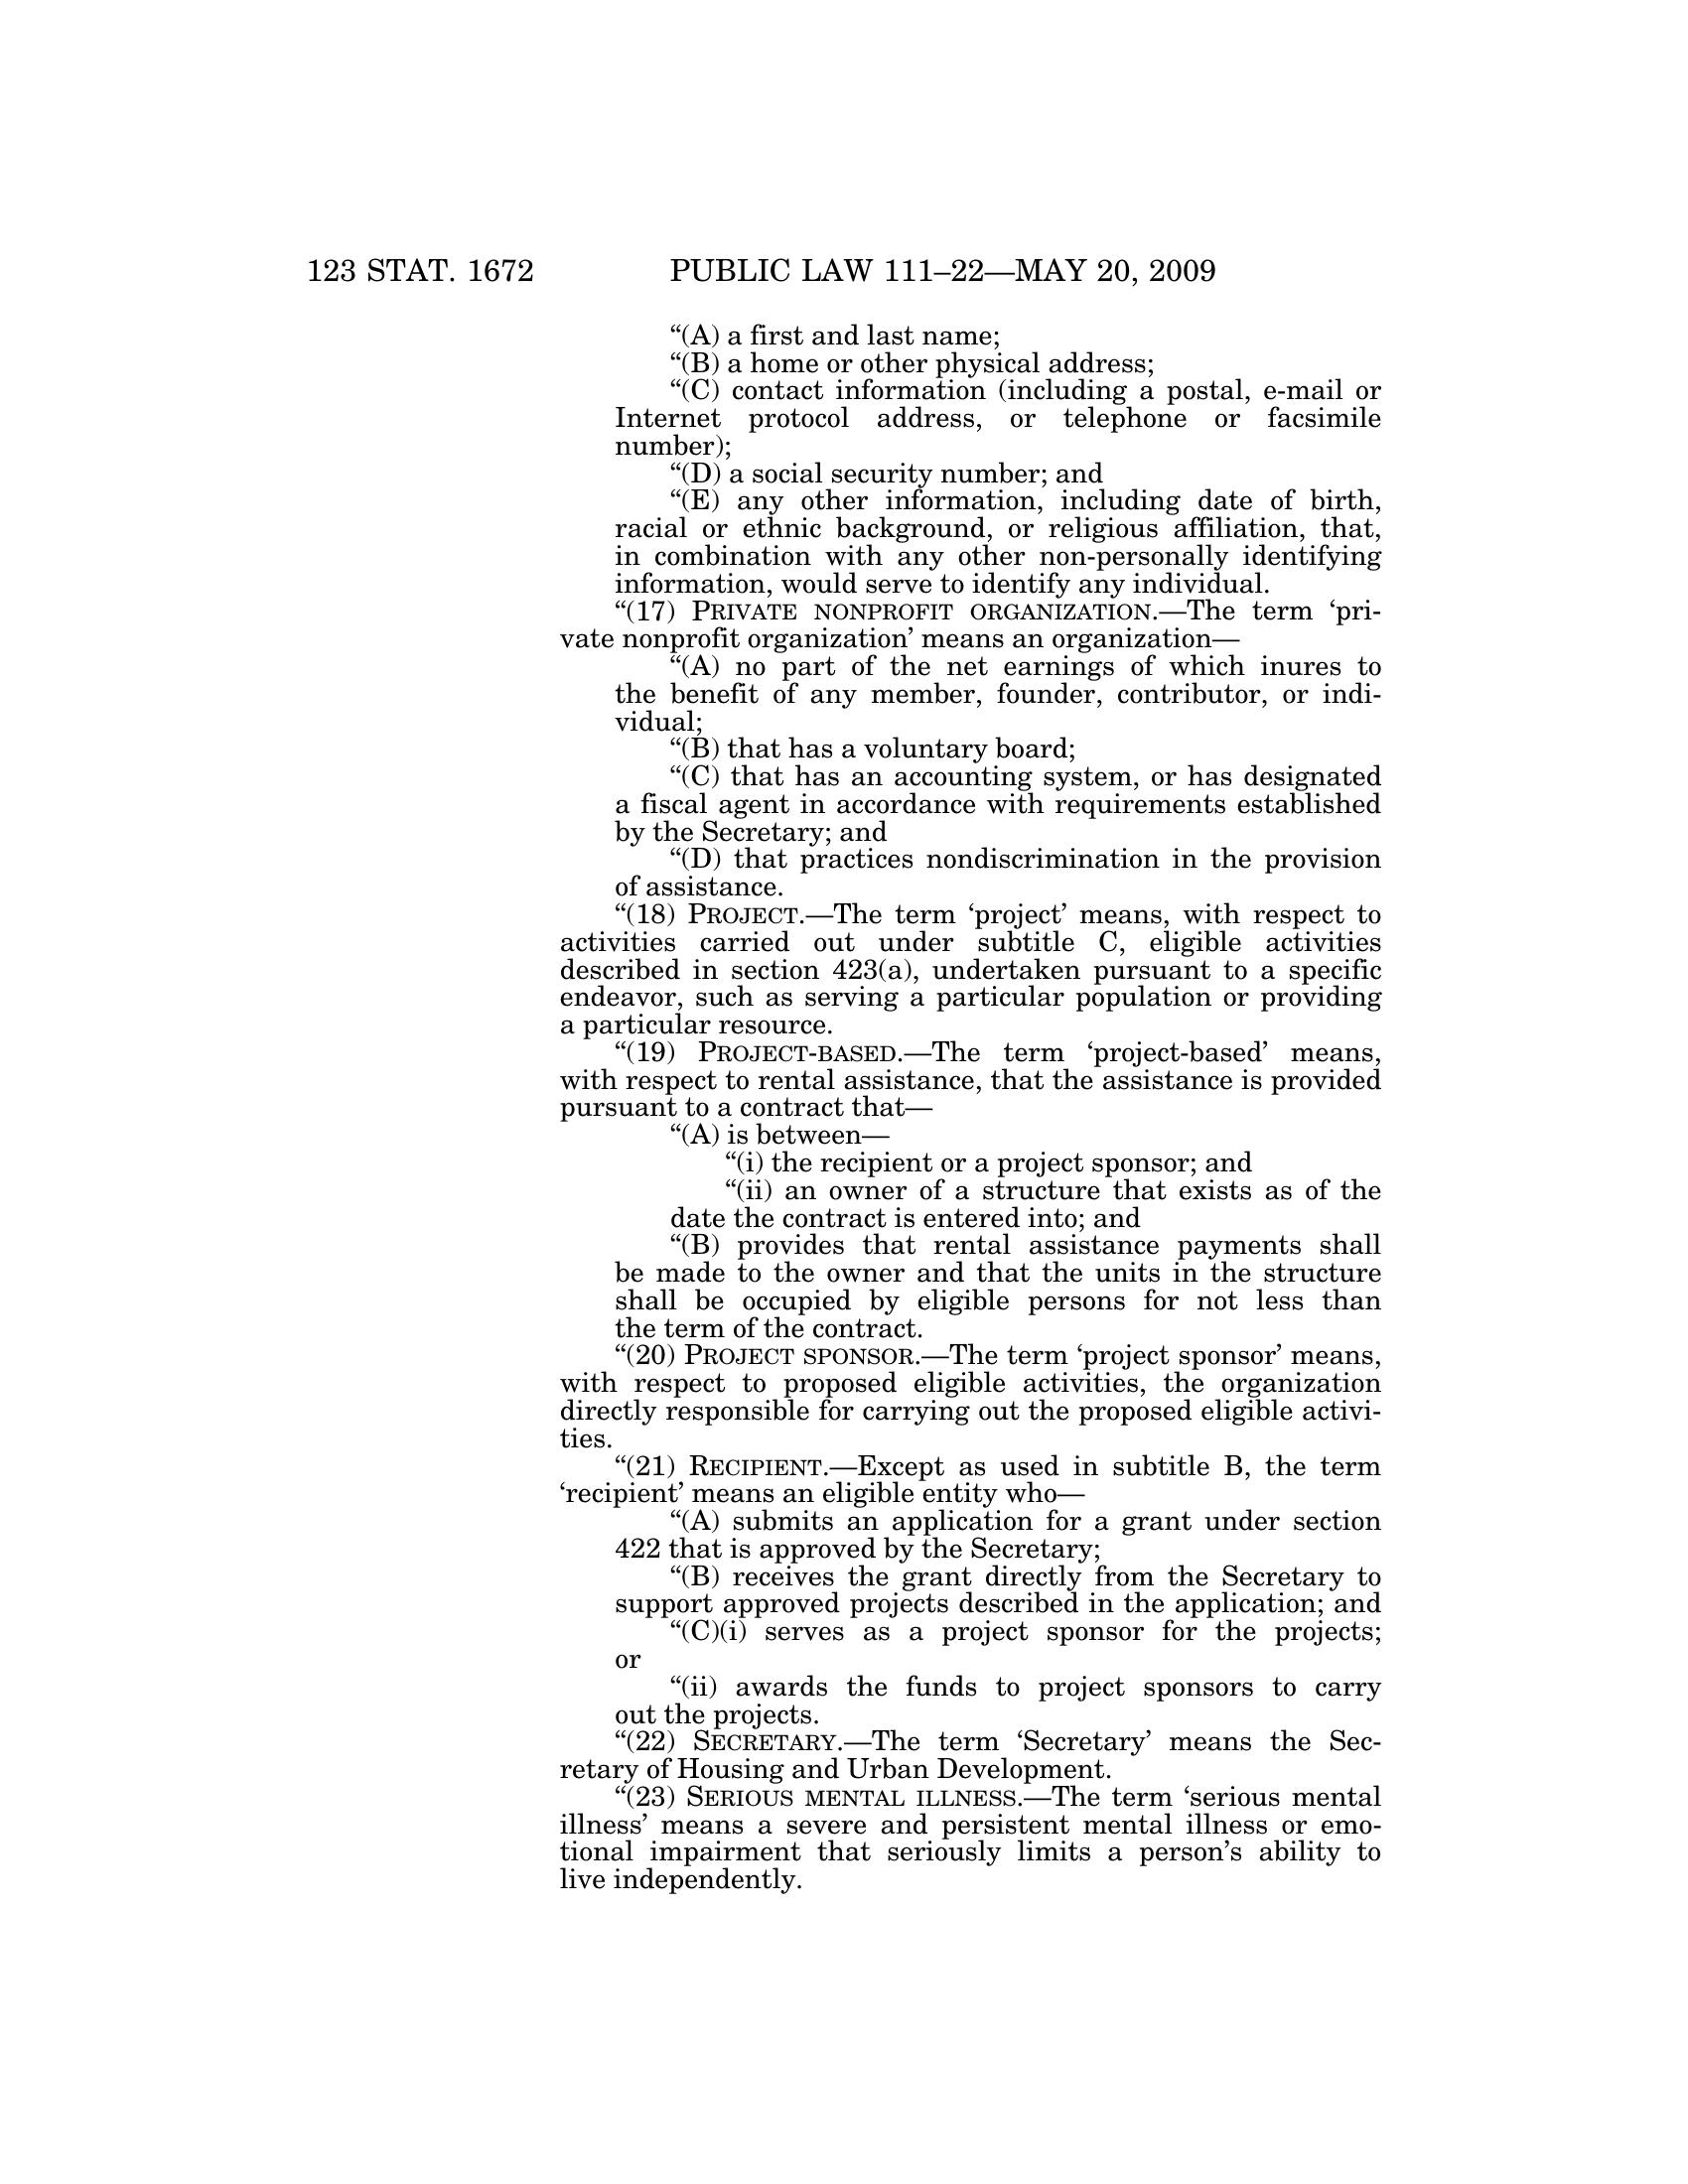 123 STAT. 1672 PUBLIC LAW 111–22—MAY 20, 2009
“(A) a first and last name;
“(B) a home or other physical address;
“(C) contact information (including a postal, e-mail or
Internet protocol address, or telephone or facsimile
number);
“(D) a social security number; and
“(E) any other information, including date of birth,
racial or ethnic background, or religious affiliation, that,
in combination with any other non-personally identifying
information, would serve to identify any individual.
“(17) PRIVATE NONPROFIT ORGANIZATION.—The term ‘pri-
vate nonprofit organization’ means an organization—
“(A) no part of the net earnings of which inures to
the benefit of any member, founder, contributor, or indi-
vidual;
“(B) that has a voluntary board;
“(C) that has an accounting system, or has designated
a fiscal agent in accordance with requirements established
by the Secretary; and
“(D) that practices nondiscrimination in the provision
of assistance.
“(18) PROJECT.—The term ‘project’ means, with respect to
activities carried out under subtitle C, eligible activities
described in section 423(a), undertaken pursuant to a specific
endeavor, such as serving a particular population or providing
a particular resource.
“(19) PROJECT-BASED.—The term ‘project-based’ means,
with respect to rental assistance, that the assistance is provided
pursuant to a contract that—
“(A) is between—
“(i) the recipient or a project sponsor; and
“(ii) an owner of a structure that exists as of the
date the contract is entered into; and
“(B) provides that rental assistance payments shall
be made to the owner and that the units in the structure
shall be occupied by eligible persons for not less than
the term of the contract.
“(20) PROJECT SPONSOR.—The term ‘project sponsor’ means,
with respect to proposed eligible activities, the organization
directly responsible for carrying out the proposed eligible activi-
ties.
“(21) RECIPIENT.—Except as used in subtitle B, the term
‘recipient’ means an eligible entity who—
“(A) submits an application for a grant under section
422 that is approved by the Secretary;
“(B) receives the grant directly from the Secretary to
support approved projects described in the application; and
“(C)(i) serves as a project sponsor for the projects;
or
“(ii) awards the funds to project sponsors to carry
out the projects.
“(22) SECRETARY.—The term ‘Secretary’ means the Sec-
retary of Housing and Urban Development.
“(23) SERIOUS MENTAL ILLNESS.—The term ‘serious mental
illness’ means a severe and persistent mental illness or emo-
tional impairment that seriously limits a person’s ability to
live independently.